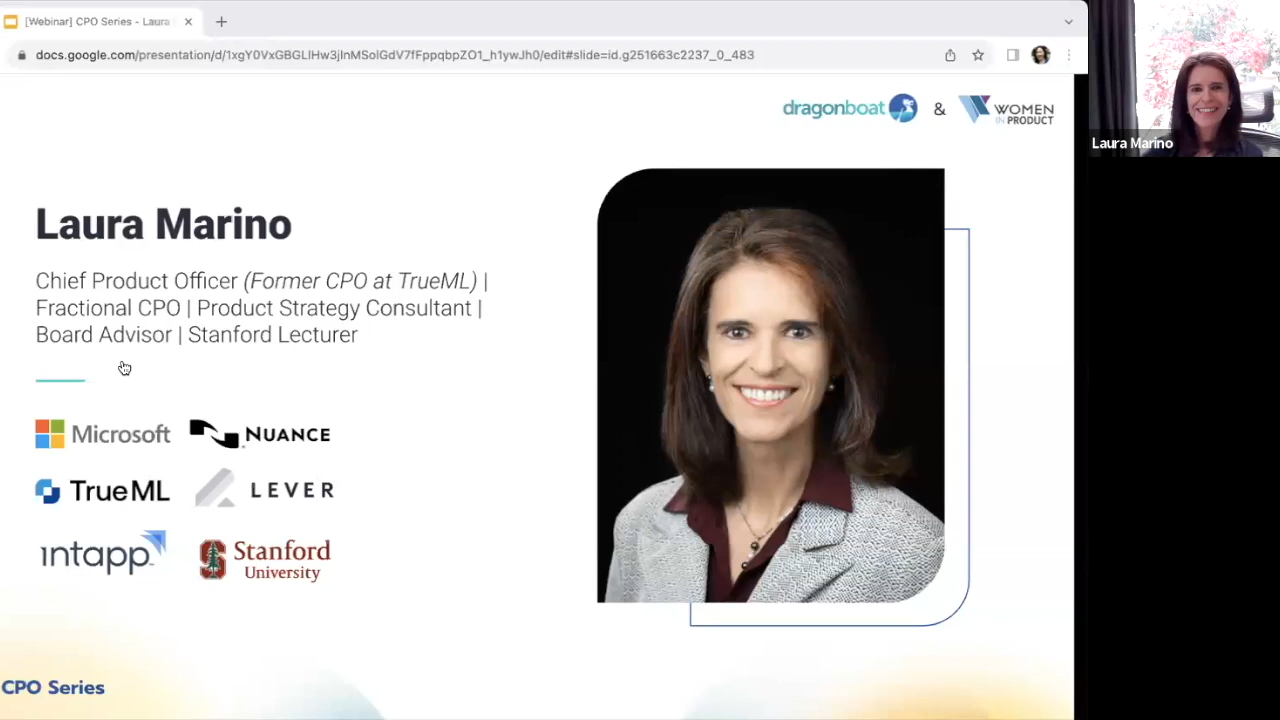 [Webinar] CPO Series - Laura
docs.google.com/presentation/d/1xgY0VxGBGLlHw3jlnMSolGdV7fFppqbpZO1_h1ywJh0/edit#slide=id.g251663c2237_0_483
dragonboat & WOMEN IN PRODUCT
Laura Marino
Laura Marino
Chief Product Officer (Former CPO at TrueML) |
Fractional CPO | Product Strategy Consultant |
Board Advisor | Stanford Lecturer
Microsoft NUANCE
TrueML LEVER
intapp Stanford University
CPO Series